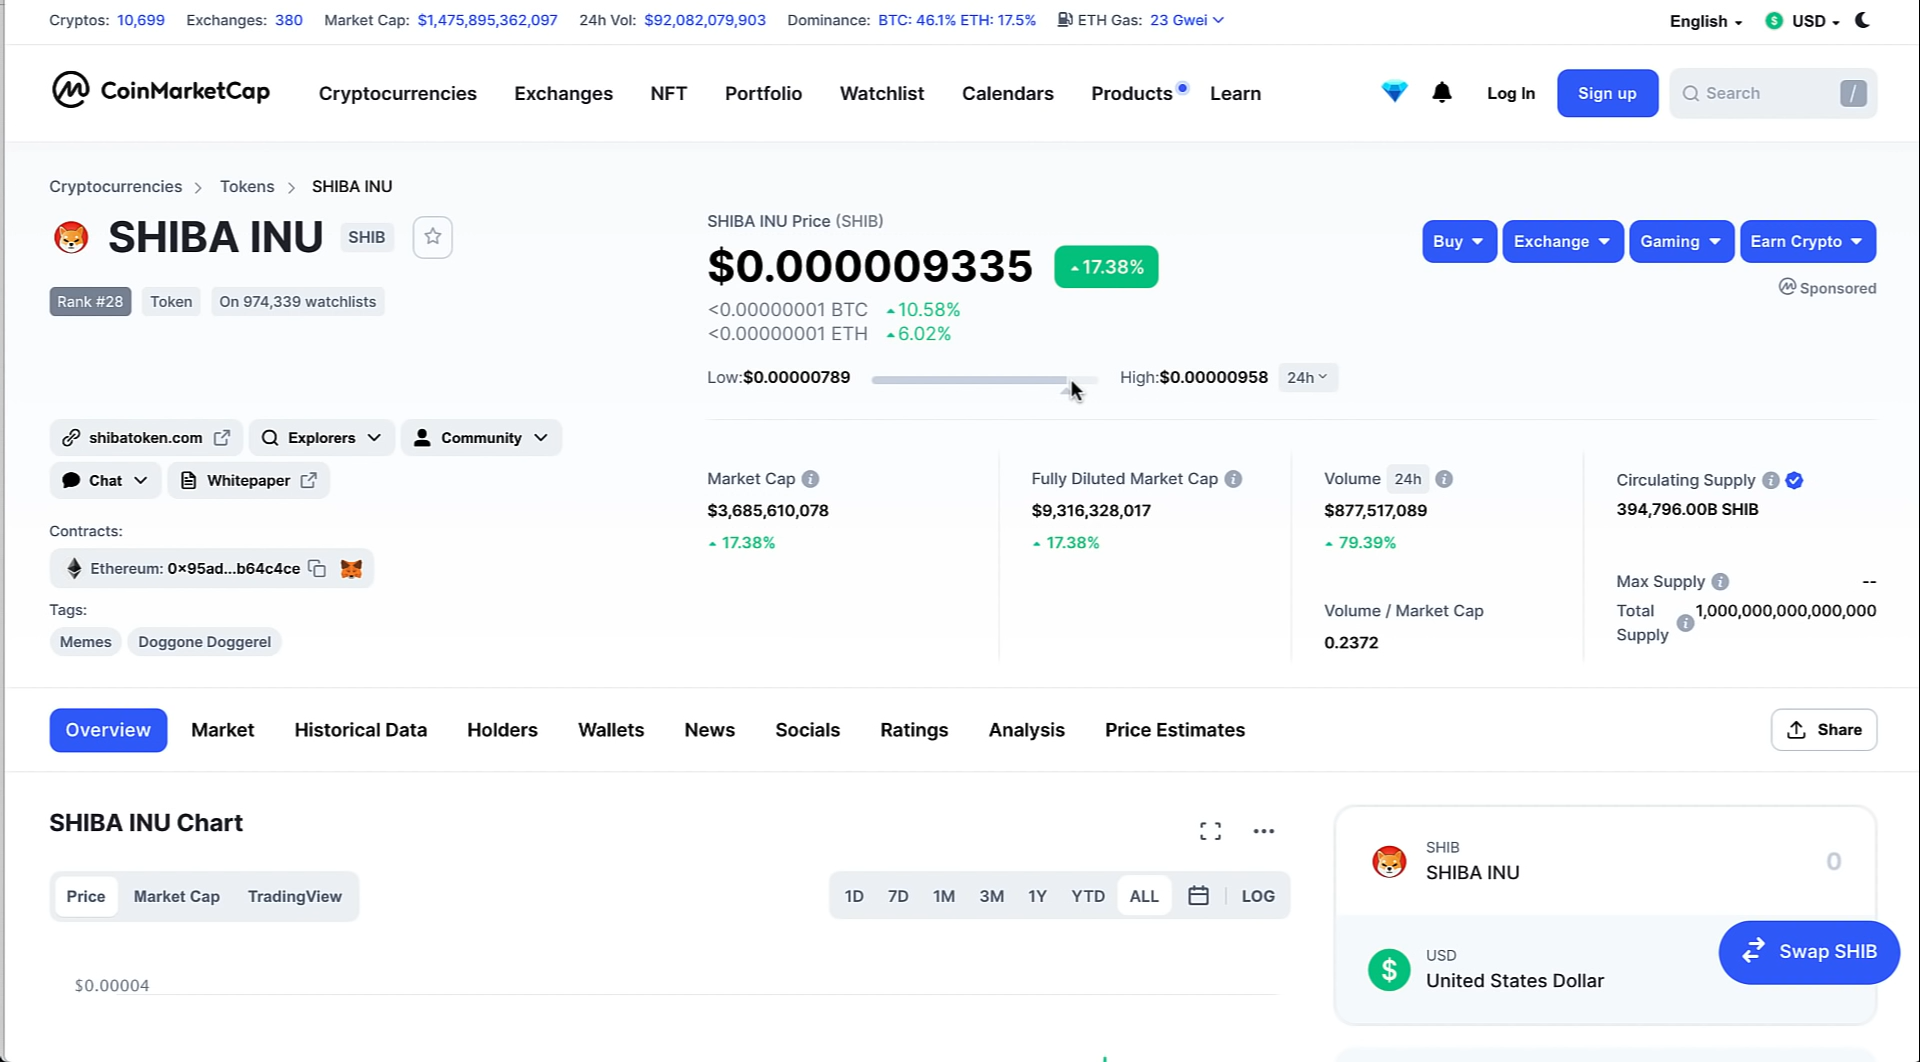 Cryptos: 10,699 Exchanges: 380 Market Cap: $1,475,895,362,097 24h Vol: $92,082,079,903 Dominance: BTC: 46.1% ETH: 17.5% ETH Gas: 23 Gwei English USD
CoinMarketCap Cryptocurrencies Exchanges NFT Portfolio Watchlist Calendars Products Learn Log In Sign up Search /
Cryptocurrencies > Tokens > SHIBA INU
SHIBA INU SHIB
Rank #28 Token On 974,339 watchlists
SHIBA INU Price (SHIB)
$0.000009335 17.38%
<0.00000001 BTC 10.58%
<0.00000001 ETH 6.02%
Low:$0.00000789 High:$0.00000958 24h
Buy Exchange Gaming Earn Crypto
Sponsored
shibatoken.com Explorers Community
Chat Whitepaper
Contracts:
Ethereum: 0x95ad...b64c4ce
Tags:
Memes Doggone Doggerel
Market Cap
$3,685,610,078
17.38%
Fully Diluted Market Cap
$9,316,328,017
17.38%
Volume 24h
$877,517,089
79.39%
Volume / Market Cap
0.2372
Circulating Supply
394,796.00B SHIB
Max Supply --
Total Supply 1,000,000,000,000,000
Overview Market Historical Data Holders Wallets News Socials Ratings Analysis Price Estimates Share
SHIBA INU Chart
Price Market Cap TradingView 1D 7D 1M 3M 1Y YTD ALL LOG
$0.00004
SHIB
SHIBA INU 0
USD
United States Dollar
Swap SHIB